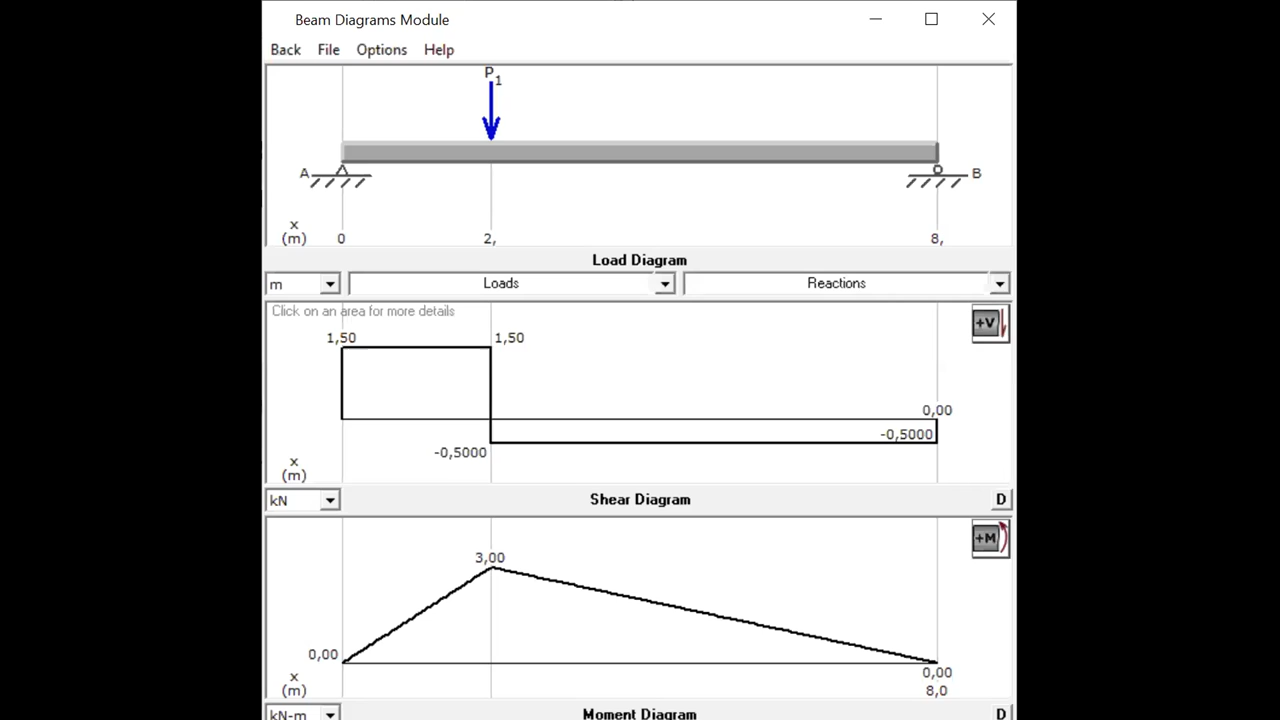 Beam Diagrams Module
Back File Options Help
P1
A B
x
(m) 0 2, 8,
Load Diagram
m Loads Reactions
Click on an area for more details
+V
1,50 1,50
0,00
-0,5000
-0,5000
x
(m)
kN Shear Diagram D
+M
3,00
0,00
0,00
x
(m) 8,0
kN-m Moment Diagram D